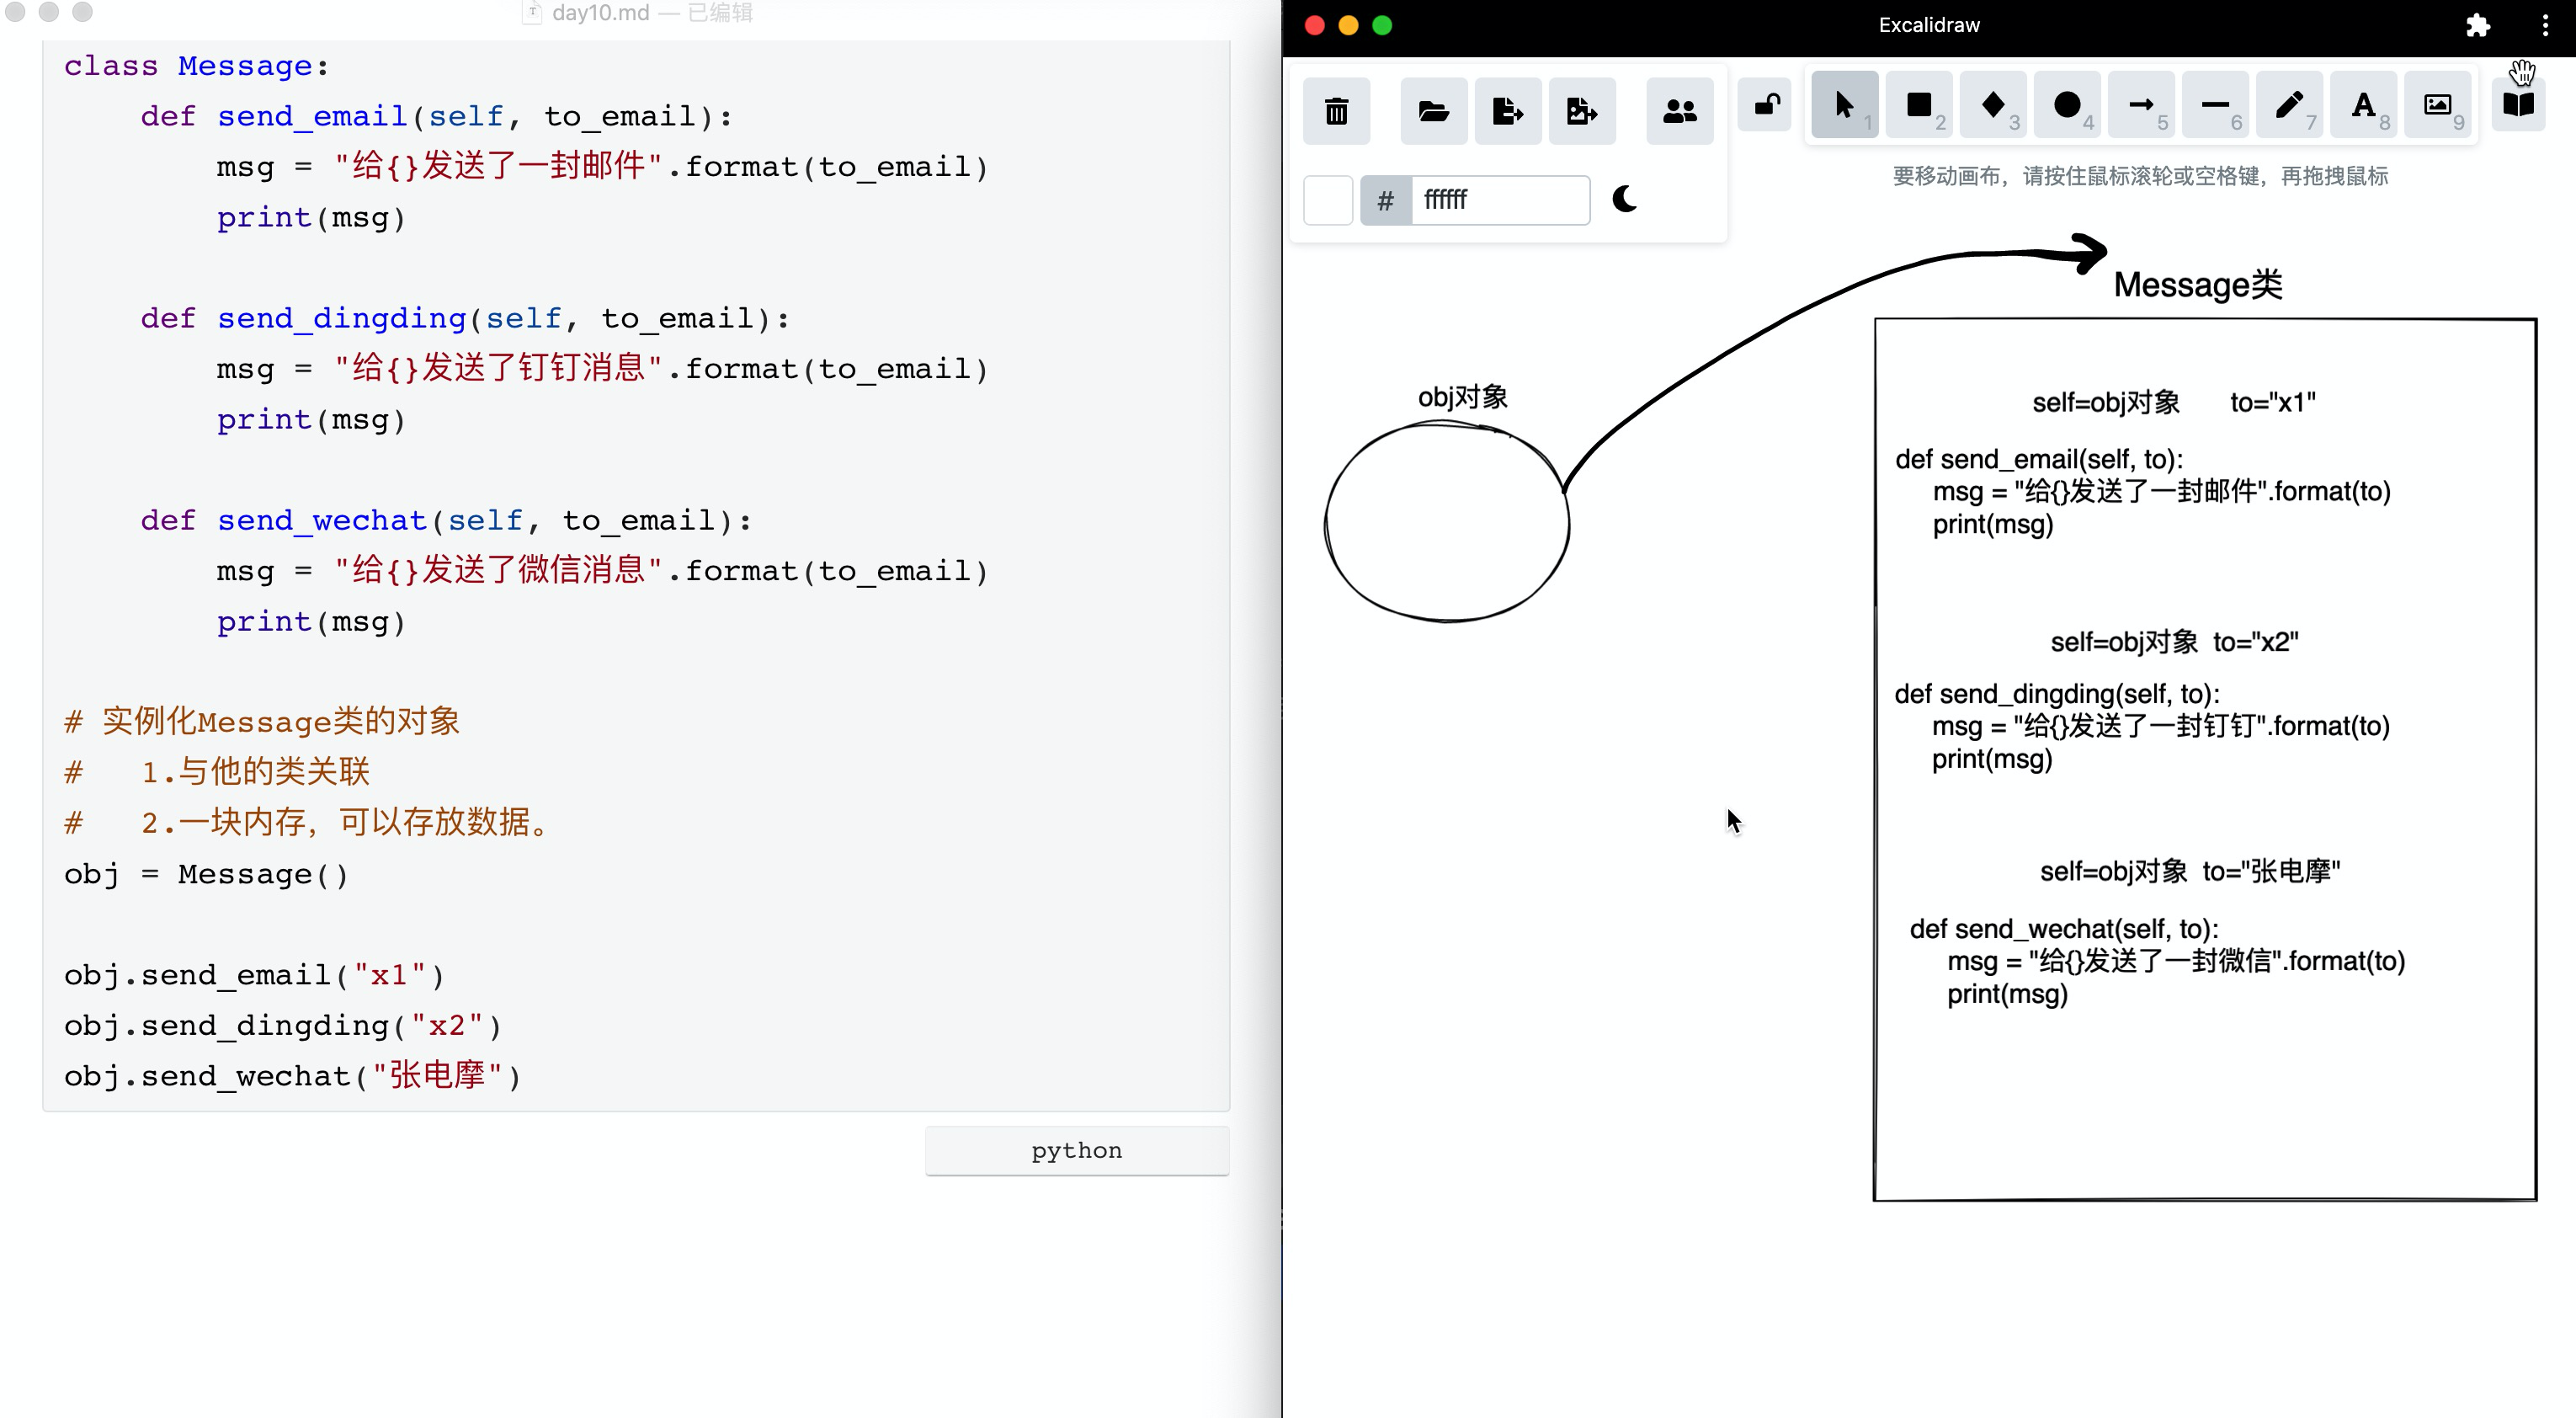 day10.md — 已编辑
class Message:
    def send_email(self, to_email):
        msg = "给{}发送了一封邮件".format(to_email)
        print(msg)
    def send_dingding(self, to_email):
        msg = "给{}发送了钉钉消息".format(to_email)
        print(msg)
    def send_wechat(self, to_email):
        msg = "给{}发送了微信消息".format(to_email)
        print(msg)
# 实例化Message类的对象
#   1.与他的类关联
#   2.一块内存，可以存放数据。
obj = Message()
obj.send_email("x1")
obj.send_dingding("x2")
obj.send_wechat("张电摩")
python
Excalidraw
1 2 3 4 5 6 7 A 8 9
# ffffff
要移动画布，请按住鼠标滚轮或空格键，再拖拽鼠标
Message类
obj对象
self=obj对象 to="x1"
def send_email(self, to):
    msg = "给{}发送了一封邮件".format(to)
    print(msg)
self=obj对象 to="x2"
def send_dingding(self, to):
    msg = "给{}发送了一封钉钉".format(to)
    print(msg)
self=obj对象 to="张电摩"
def send_wechat(self, to):
    msg = "给{}发送了一封微信".format(to)
    print(msg)